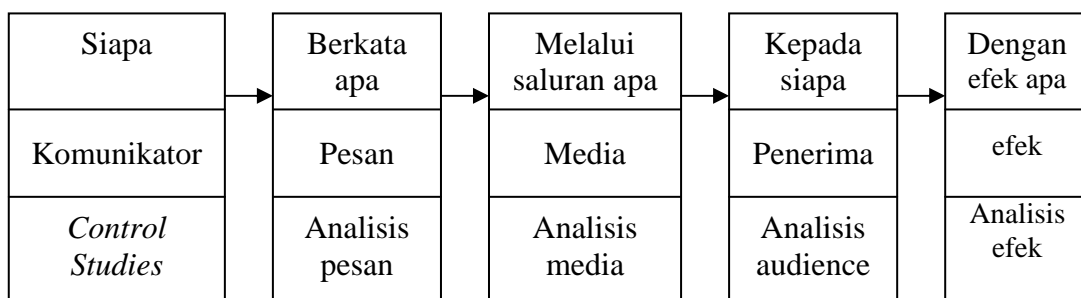 Siapa
Berkata
apa
Melalui
saluran apa
Kepada
siapa
Dengan
efek apa
Komunikator
Pesan
Media
Penerima
efek
Control
Studies
Analisis
pesan
Analisis
media
Analisis
audience
Analisis
efek